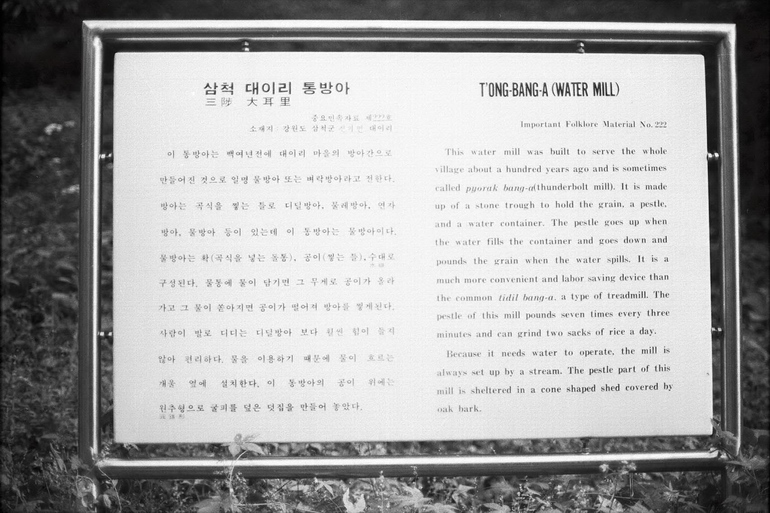 삼척 대이리 통방아
三陟 大耳里
중요민속자료 제222호
소재지 : 강원도 삼척군 대이리
이 통방아는 백여년전에 대이리 마을의 방아간으로
만들어진 것으로 일명 물방아 또는 벼락방아라고 전한다.
방아는 곡식을 찧는 틀로 디딜방아, 물레방아, 연자
방아, 물방아 등이 있는데 이 통방아는 물방아이다.
물방아는 확(곡식을 넣는 돌통), 공이(찧는 틀), 수대로
구성된다. 물통에 물이 담기면 그 무게로 공이가 올라
가고 그 물이 쏟아지면 공이가 떨어져 방아를 찧게된다.
사람이 발로 디디는 디딜방아 보다 훨씬 힘이 들지
않아 편리하다. 물을 이용하기 때문에 물이 흐르는
개울 옆에 설치한다. 이 통방아의 공이 위에는
원추형으로 굴피를 덮은 덧집을 만들어 놓았다.
圓錐形
T'ONG-BANG-A (WATER MILL)
Important Folklore Material No. 222
This water mill was built to serve the whole
village about a hundred years ago and is sometimes
called pyorak bang-a(thunderbolt mill). It is made
up of a stone trough to hold the grain, a pestle,
and a water container. The pestle goes up when
the water fills the container and goes down and
pounds the grain when the water spills. It is a
much more convenient and labor saving device than
the common tidil bang-a, a type of treadmill. The
pestle of this mill pounds seven times every three
minutes and can grind two sacks of rice a day.
Because it needs water to operate, the mill is
always set up by a stream. The pestle part of this
mill is sheltered in a cone shaped shed covered by
oak bark.